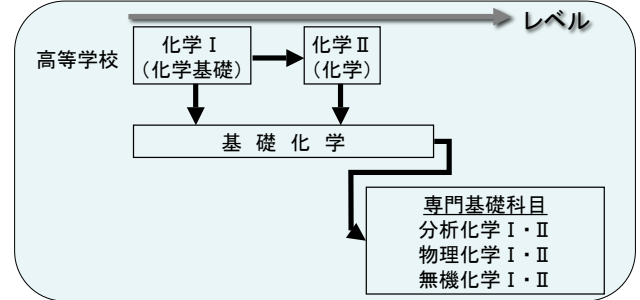 レベル
高等学校
化学Ⅰ
（化学基礎）
化学Ⅱ
（化学）
基礎化学
専門基礎科目
分析化学Ⅰ・Ⅱ
物理化学Ⅰ・Ⅱ
無機化学Ⅰ・Ⅱ